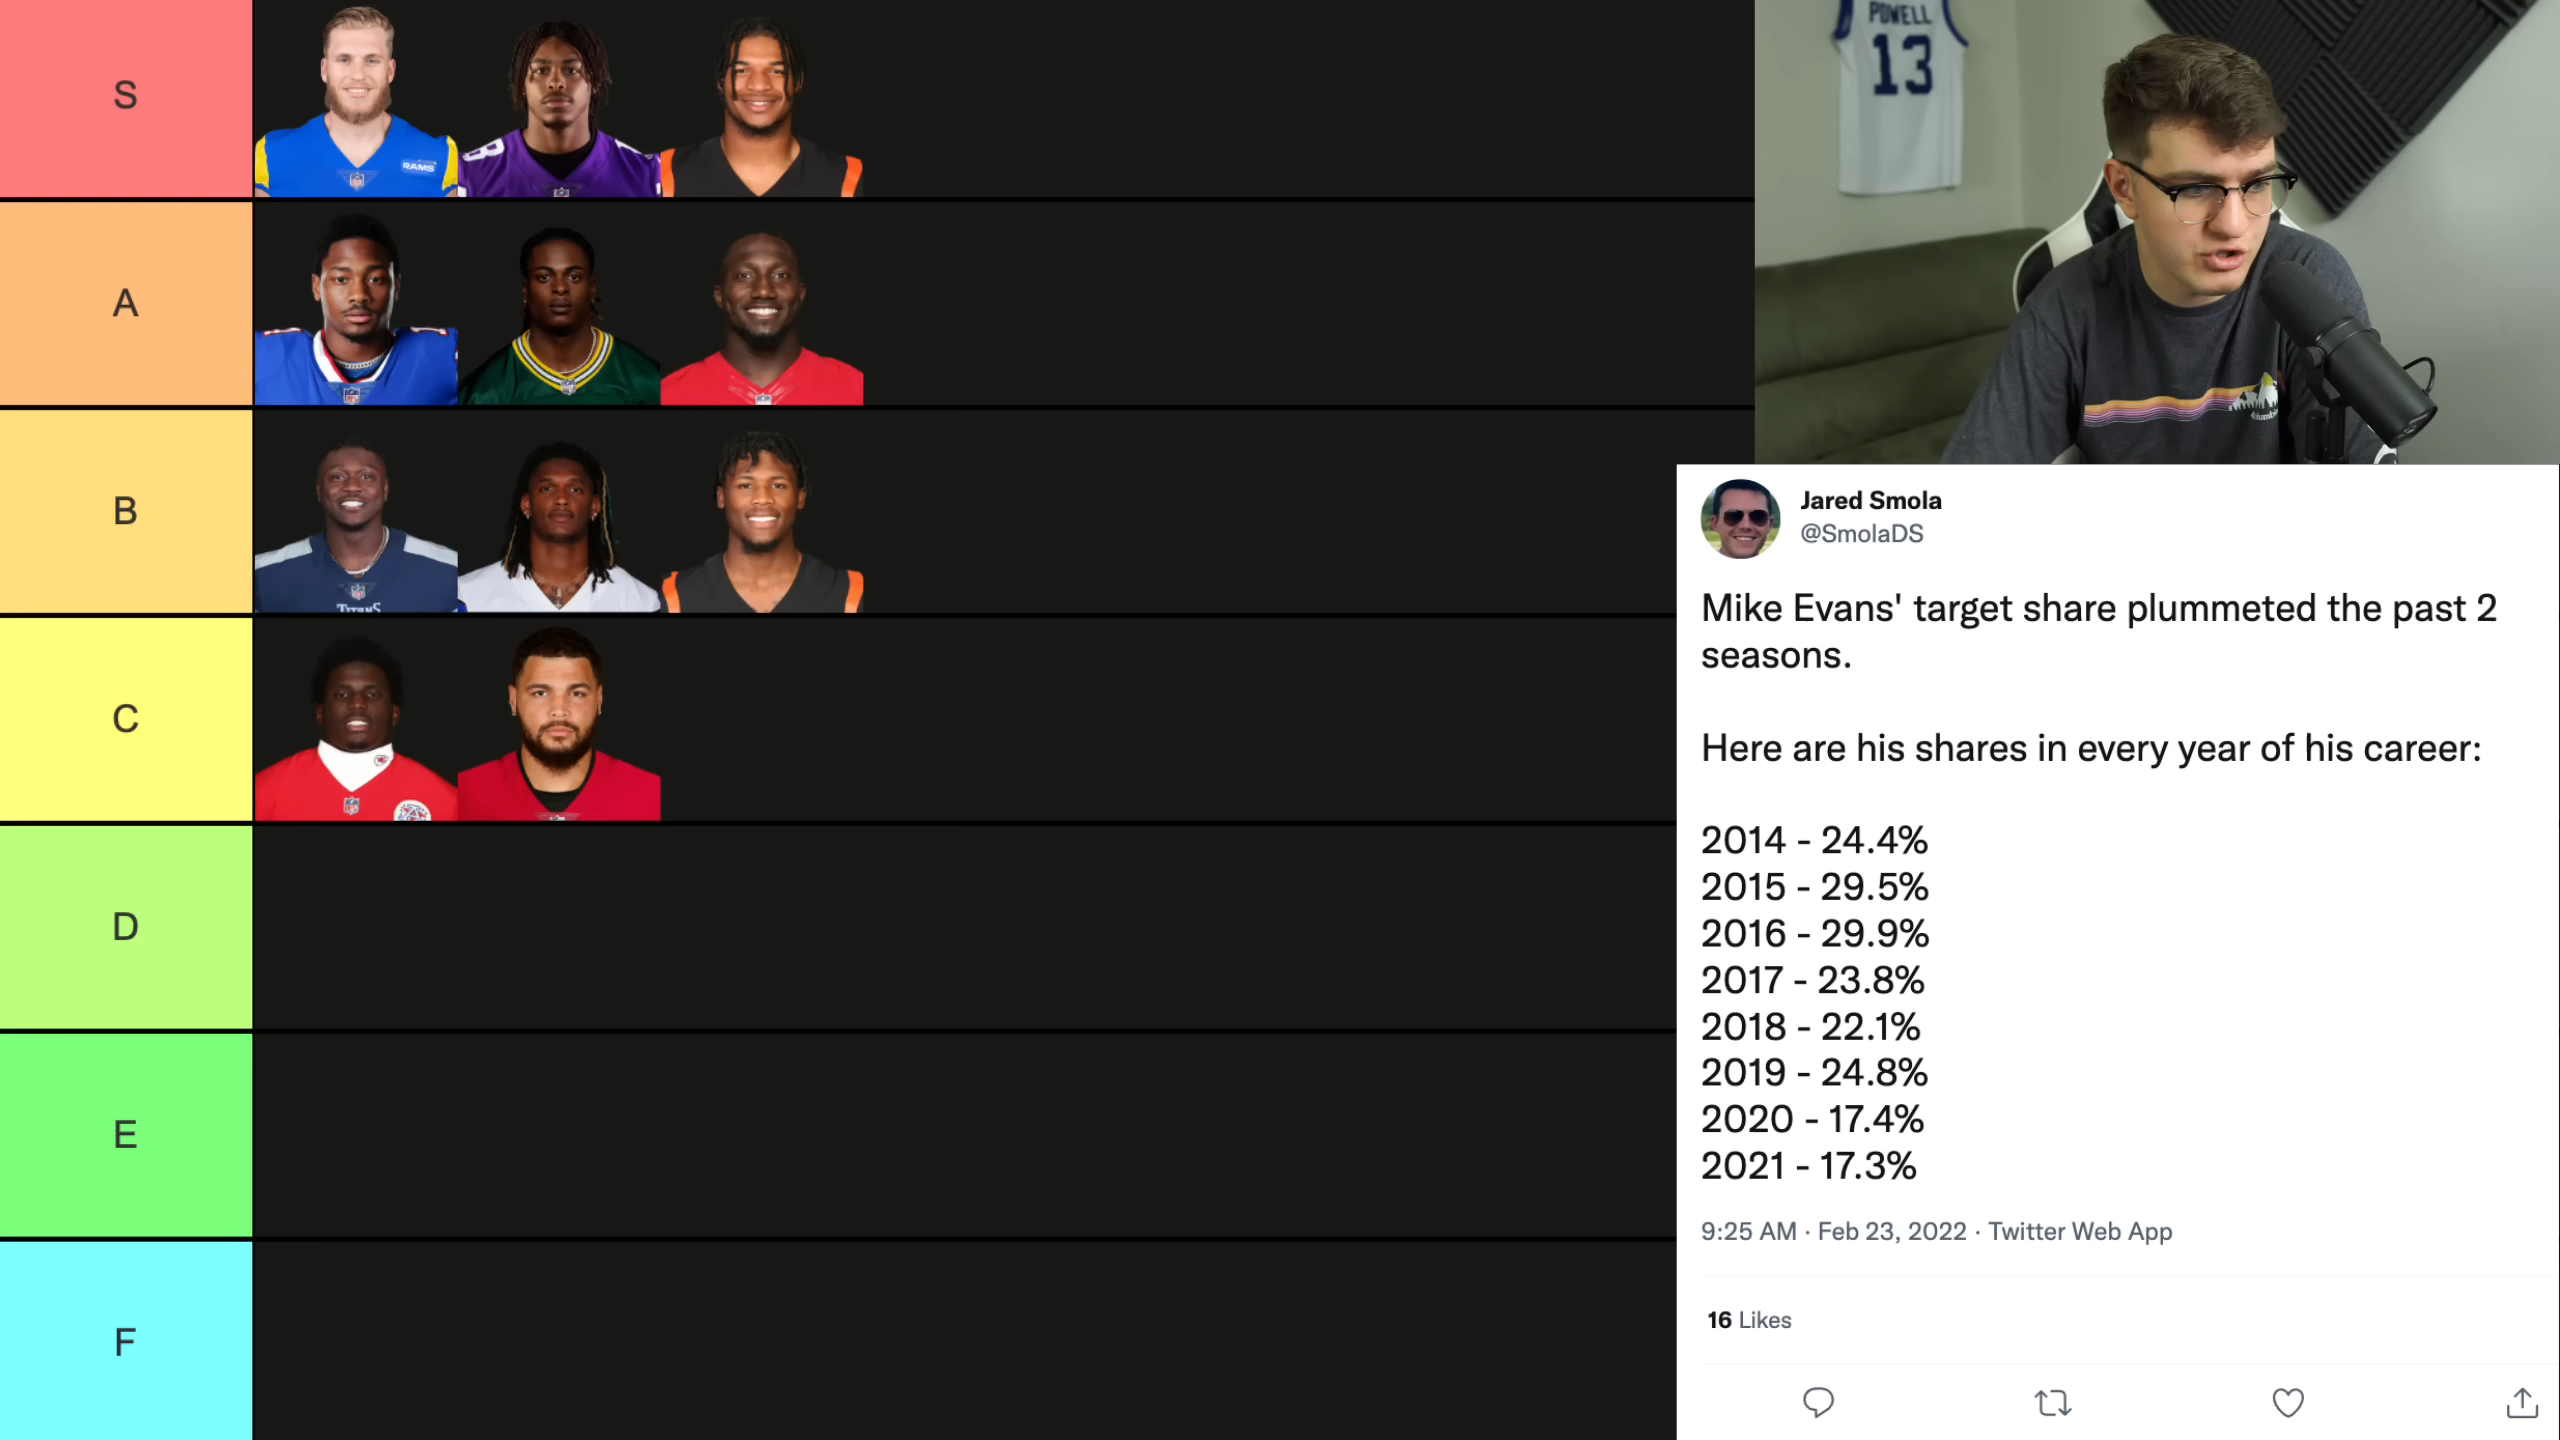 S
A
B
C
D
E
F
RAMS
TITANS
POWELL
13
Jared Smola
@SmolaDS
Mike Evans' target share plummeted the past 2
seasons.
Here are his shares in every year of his career:
2014 - 24.4%
2015 - 29.5%
2016 - 29.9%
2017 - 23.8%
2018 - 22.1%
2019 - 24.8%
2020 - 17.4%
2021 - 17.3%
9:25 AM · Feb 23, 2022 · Twitter Web App
16 Likes